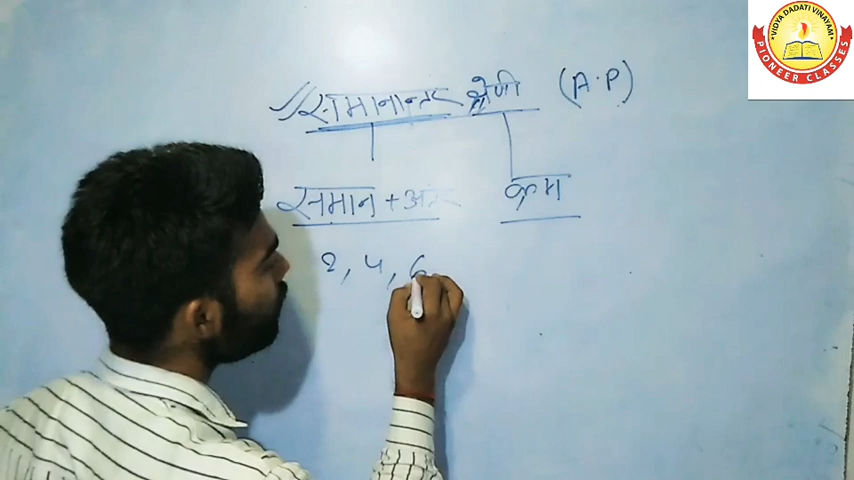 समानान्तर श्रेणी (A.P)
समान + अंतर क्रम
2, 4, 6
VIDYA DADATI VINAYAM
PIONEER CLASSES